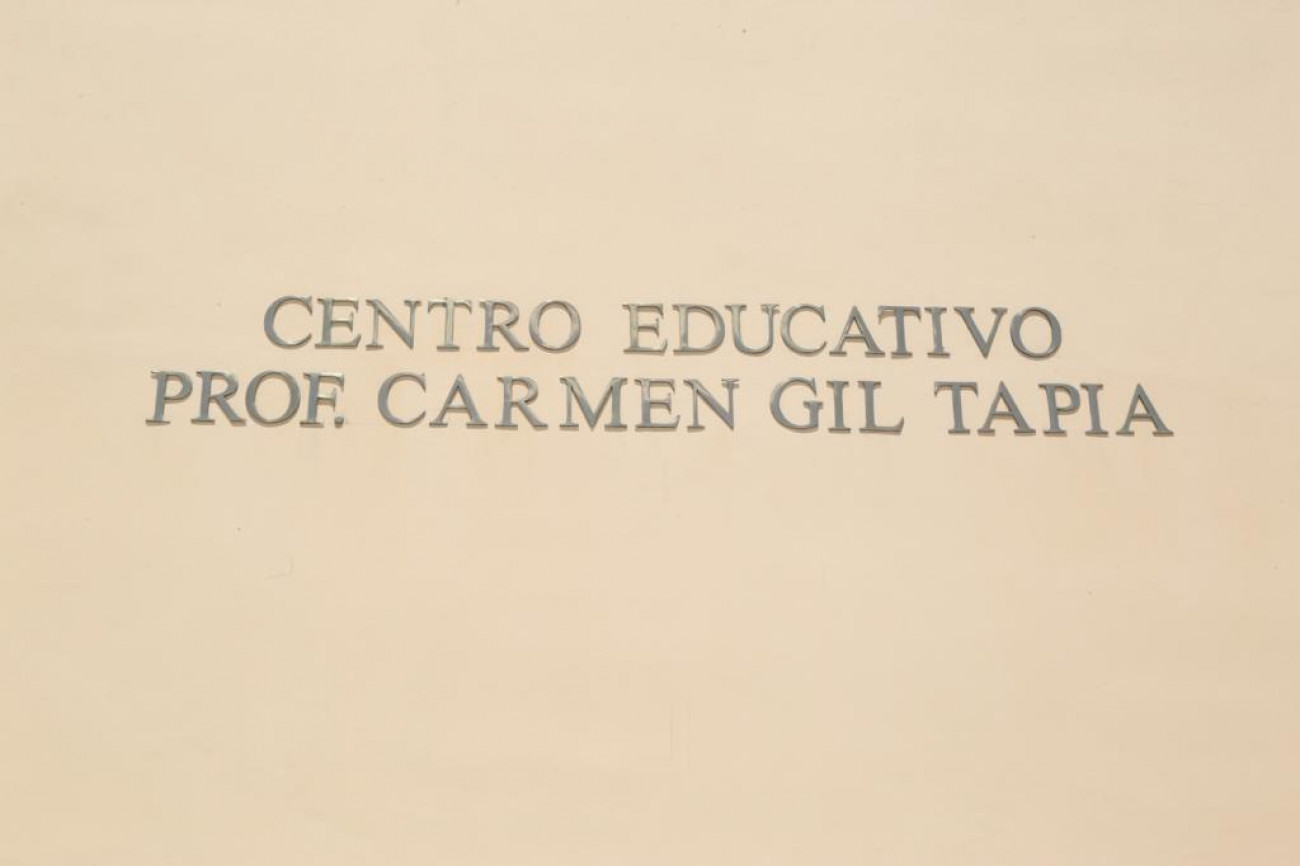 CENTRO EDUCATIVO
PROF. CARMEN GIL TAPIA